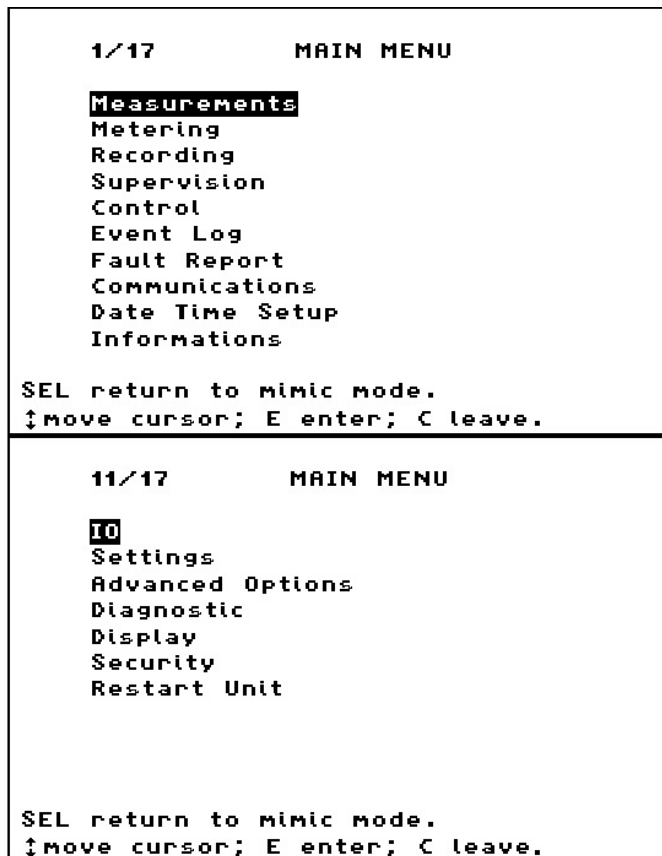 1/17 MAIN MENU
Measurements
Metering
Recording
Supervision
Control
Event Log
Fault Report
Communications
Date Time Setup
Informations
SEL return to mimic mode.
↕move cursor; E enter; C leave.
11/17 MAIN MENU
IO
Settings
Advanced Options
Diagnostic
Display
Security
Restart Unit
SEL return to mimic mode.
↕move cursor; E enter; C leave.